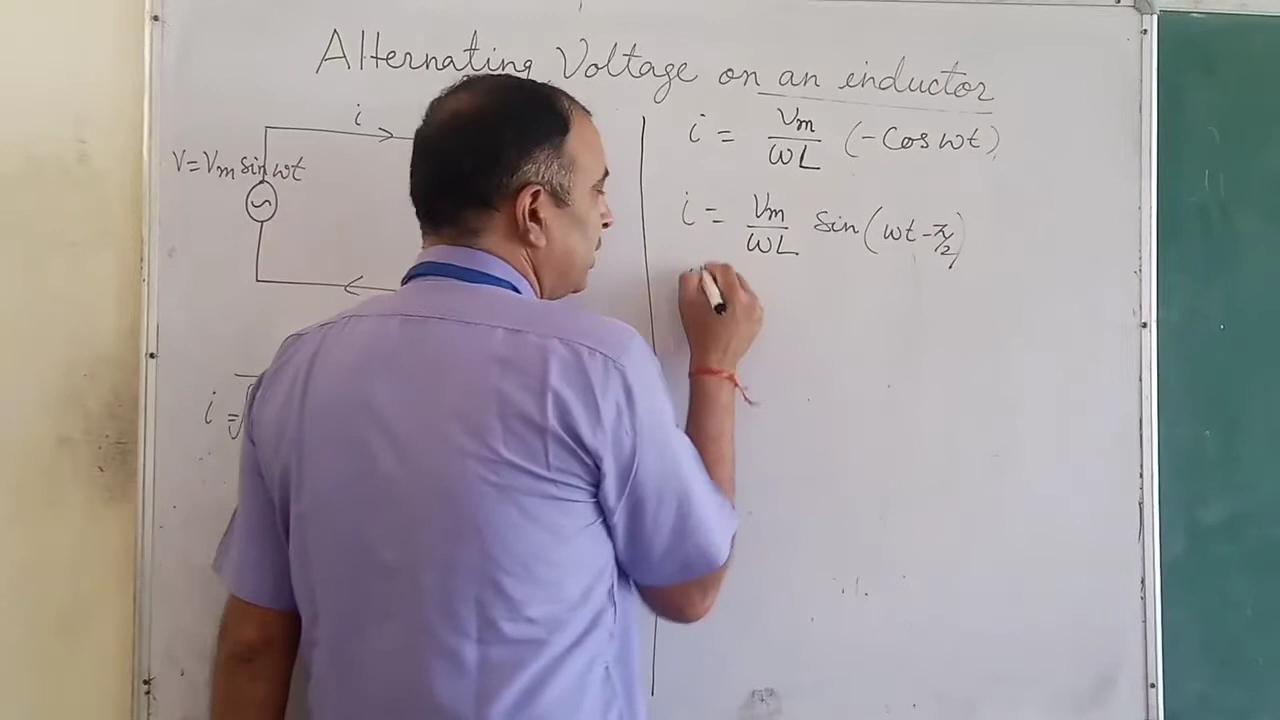 Alternating Voltage on an inductor
i
V=Vm sin ωt
i =
i = Vm/ωL (-Cos ωt)
i = Vm/ωL sin(ωt-π/2)